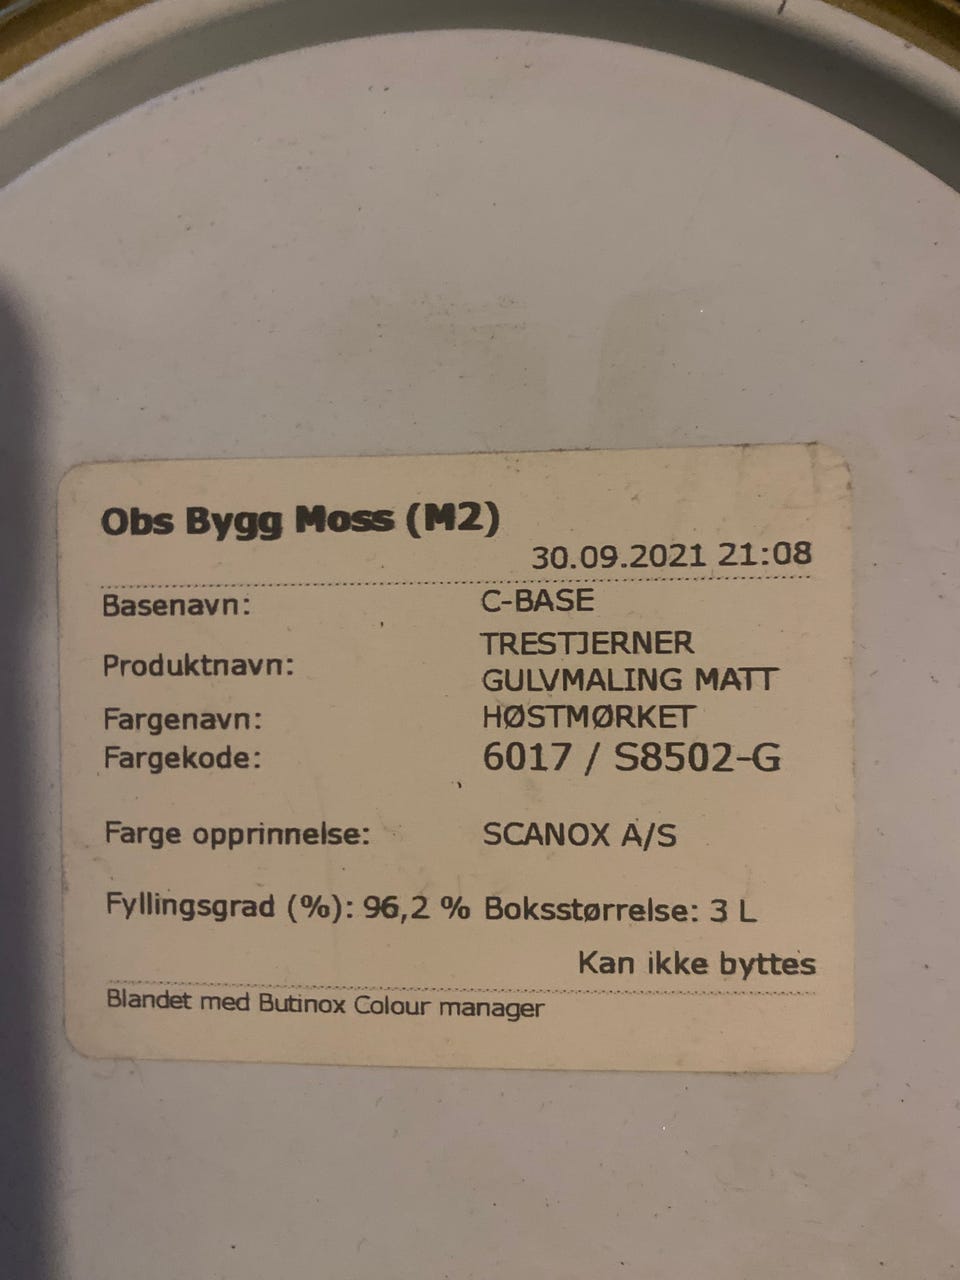 Obs Bygg Moss (M2)
30.09.2021 21:08
Basenavn: C-BASE
Produktnavn: TRESTJERNER
GULVMALING MATT
Fargenavn: HØSTMØRKET
Fargekode: 6017 / S8502-G
Farge opprinnelse: SCANOX A/S
Fyllingsgrad (%): 96,2 % Boksstørrelse: 3 L
Kan ikke byttes
Blandet med Butinox Colour manager